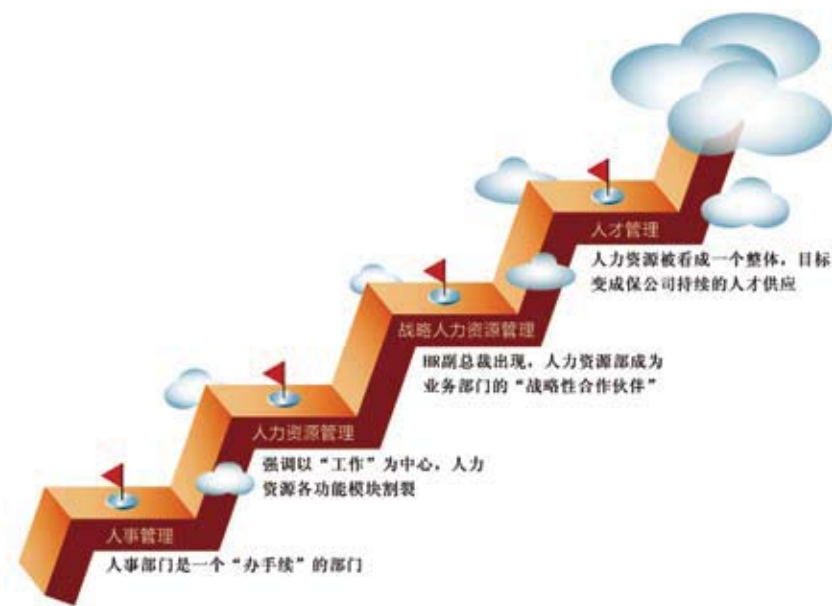 人才管理
人力资源被看成一个整体，目标
变成保公司持续的人才供应
战略人力资源管理
HR副总裁出现，人力资源部成为
业务部门的“战略性合作伙伴”
人力资源管理
强调以“工作”为中心，人力
资源各功能模块割裂
人事管理
人事部门是一个“办手续”的部门